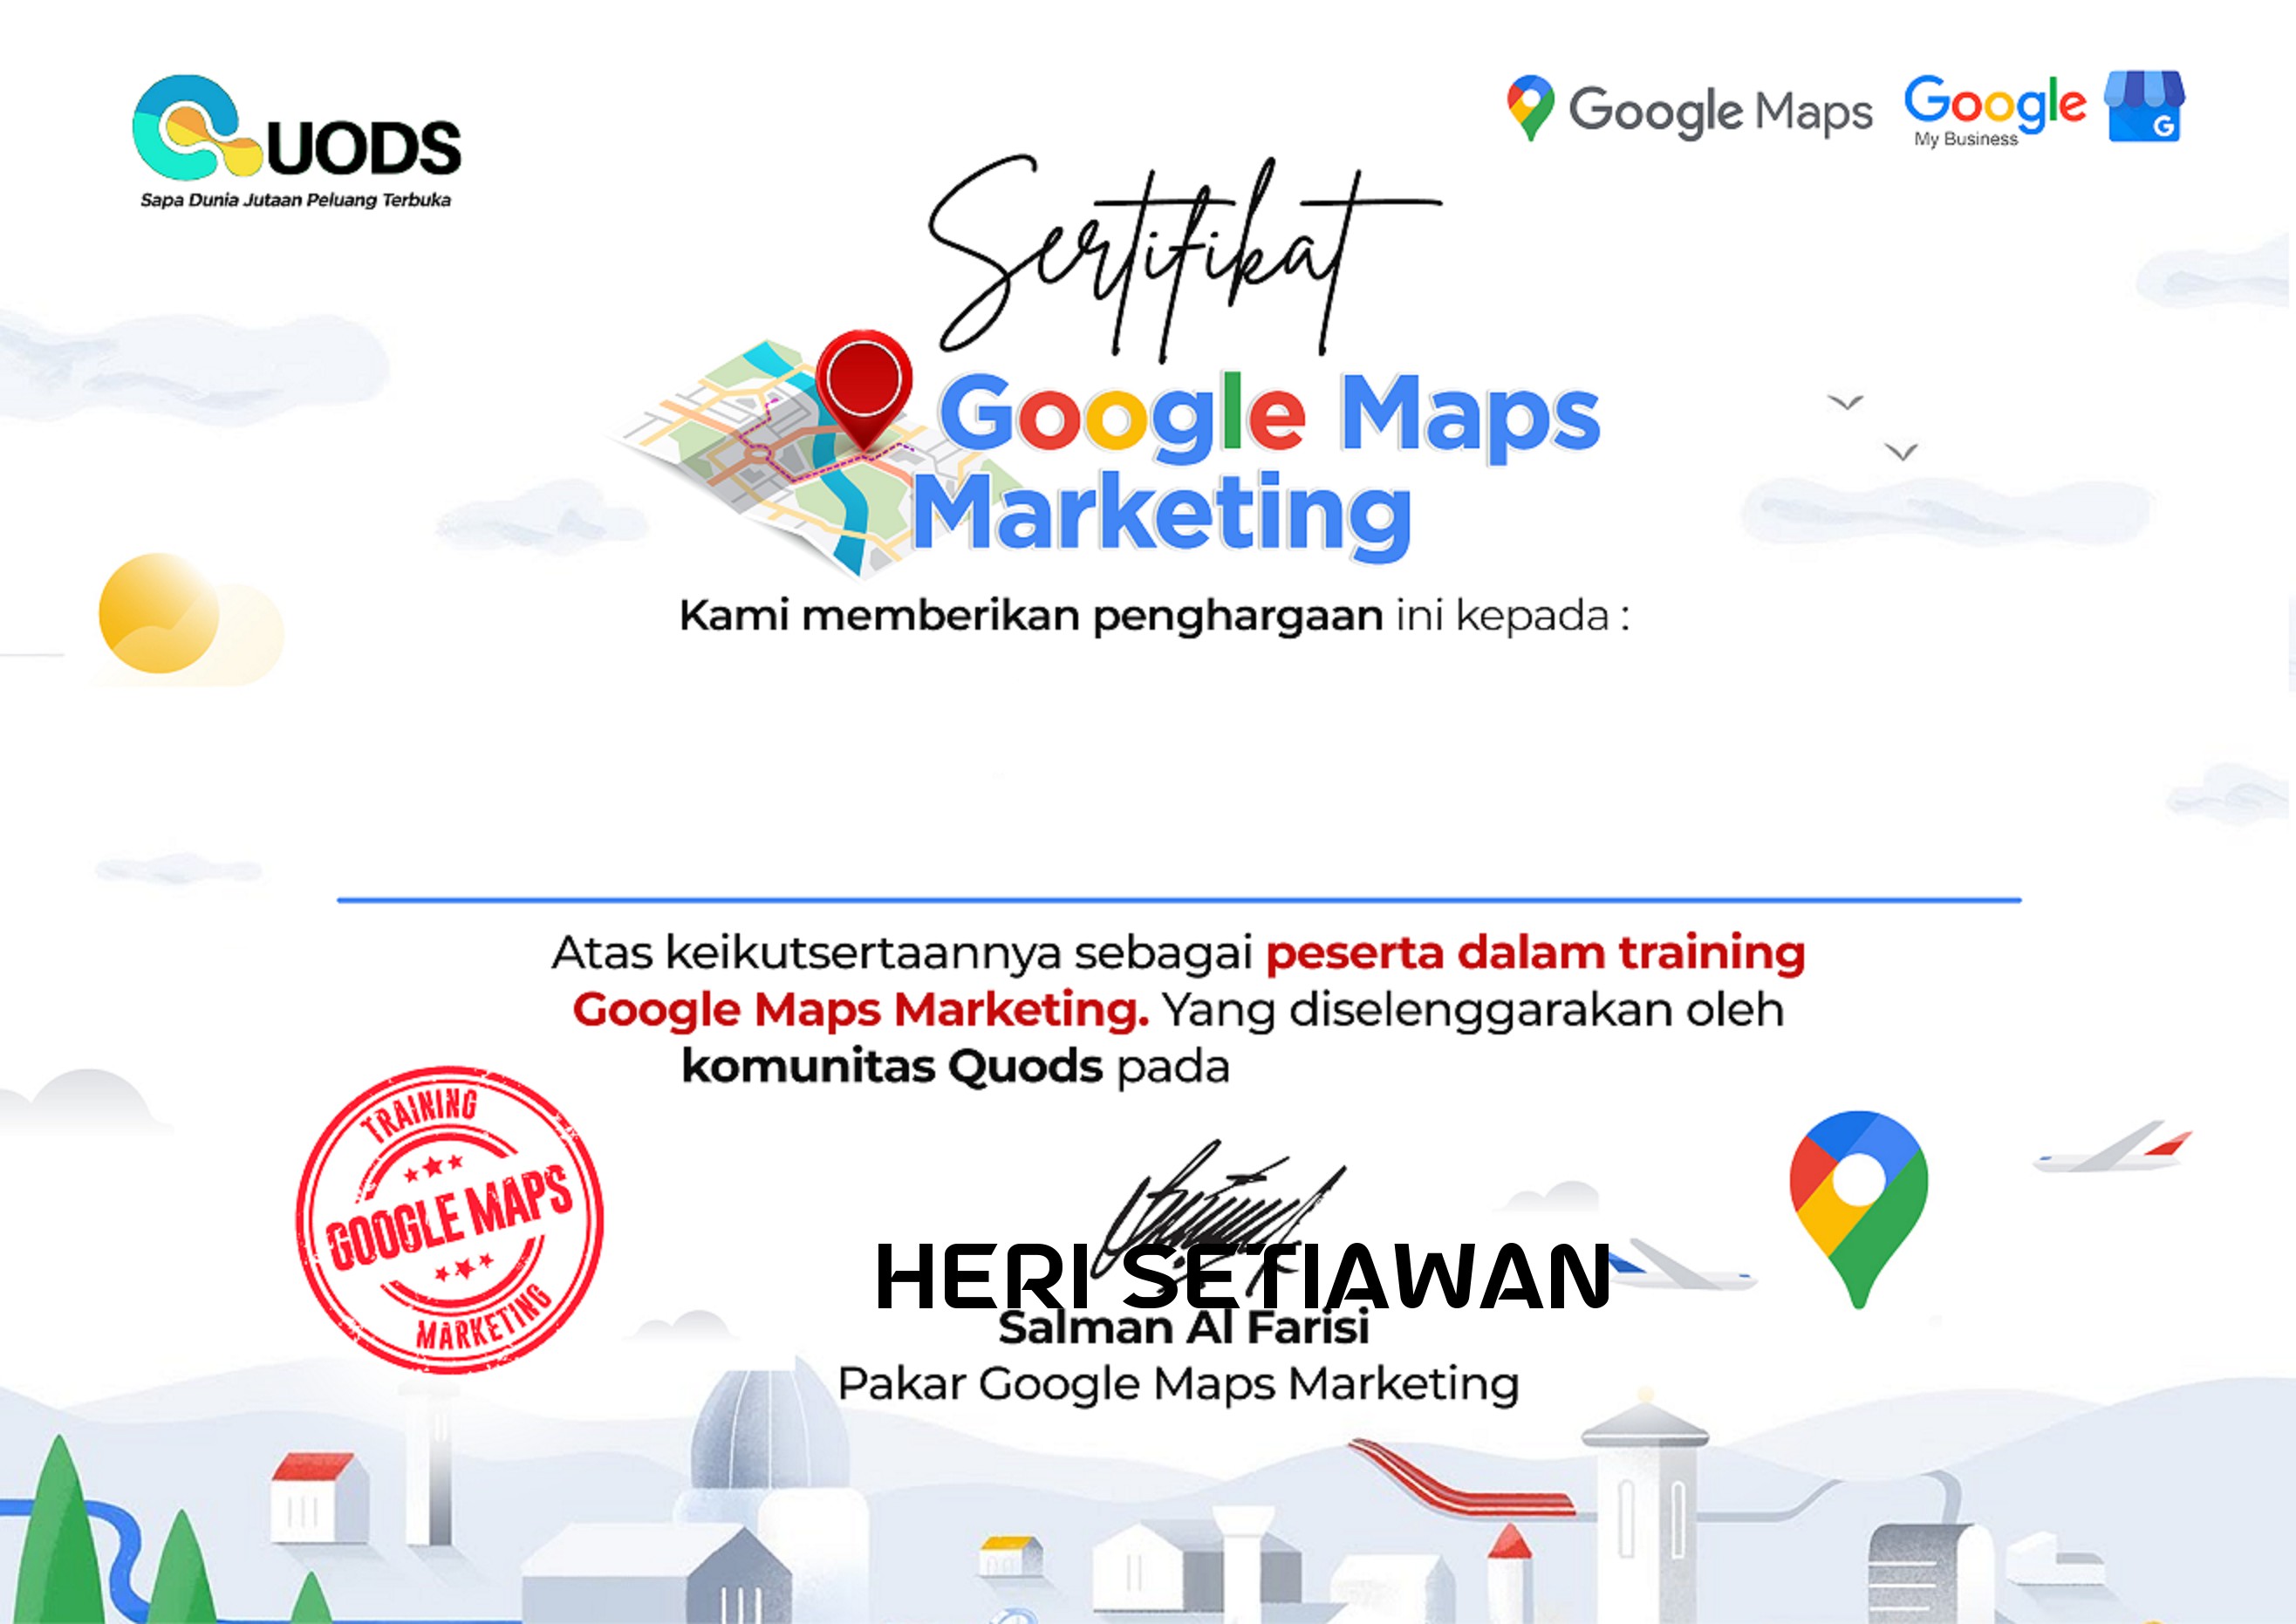 QUODS
Sapa Dunia Jutaan Peluang Terbuka
Google Maps
Google
My Business
G
Sertifikat
Google Maps
Marketing
Kami memberikan penghargaan ini kepada :
Atas keikutsertaannya sebagai peserta dalam training
Google Maps Marketing. Yang diselenggarakan oleh
komunitas Quods pada
TRAINING
GOOGLE MAPS
MARKETING
HERI SETIAWAN
Salman Al Farisi
Pakar Google Maps Marketing